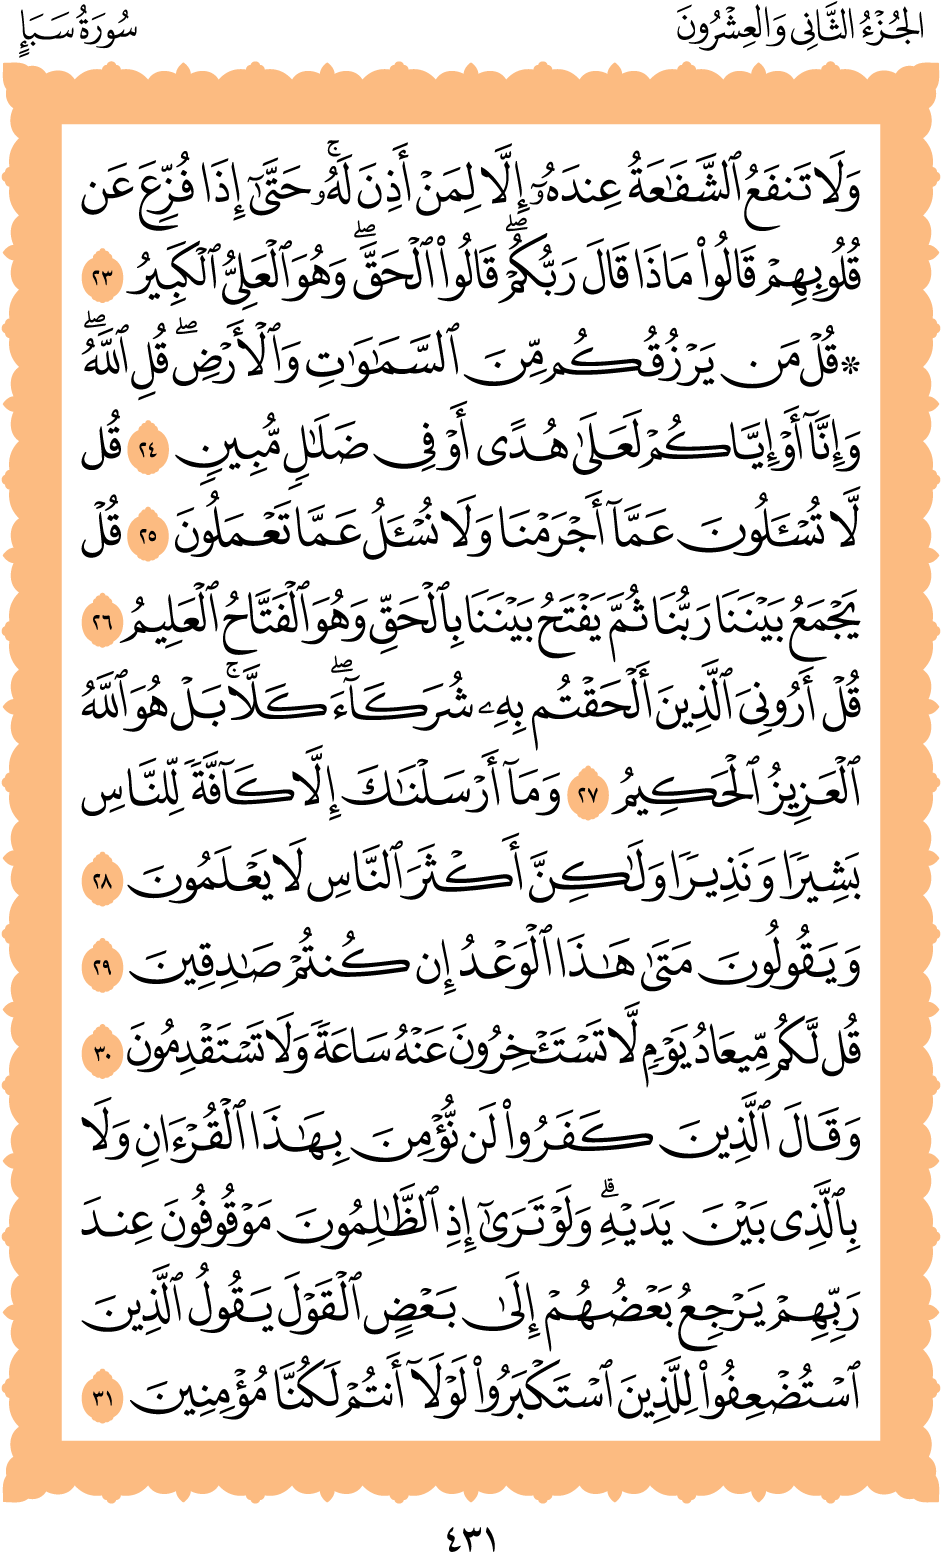 الجُزْءُ الثَّانِي وَالعِشْرُونَ
سُورَةُ سَبَإٍ
وَلَا تَنفَعُ ٱلشَّفَٰعَةُ عِندَهُۥٓ إِلَّا لِمَنْ أَذِنَ لَهُۥۚ حَتَّىٰٓ إِذَا فُزِّعَ عَن
قُلُوبِهِمْ قَالُوا۟ مَاذَا قَالَ رَبُّكُمْۖ قَالُوا۟ ٱلْحَقَّۖ وَهُوَ ٱلْعَلِىُّ ٱلْكَبِيرُ ٢٣
۞ قُلْ مَن يَرْزُقُكُم مِّنَ ٱلسَّمَٰوَٰتِ وَٱلْأَرْضِۖ قُلِ ٱللَّهُۖ
وَإِنَّآ أَوْ إِيَّاكُمْ لَعَلَىٰ هُدًى أَوْ فِى ضَلَٰلٍ مُّبِينٍ ٢٤ قُل
لَّا تُسْـَٔلُونَ عَمَّآ أَجْرَمْنَا وَلَا نُسْـَٔلُ عَمَّا تَعْمَلُونَ ٢٥ قُلْ
يَجْمَعُ بَيْنَنَا رَبُّنَا ثُمَّ يَفْتَحُ بَيْنَنَا بِٱلْحَقِّ وَهُوَ ٱلْفَتَّاحُ ٱلْعَلِيمُ ٢٦
قُلْ أَرُونِىَ ٱلَّذِينَ أَلْحَقْتُم بِهِۦ شُرَكَآءَۖ كَلَّاۚ بَلْ هُوَ ٱللَّهُ
ٱلْعَزِيزُ ٱلْحَكِيمُ ٢٧ وَمَآ أَرْسَلْنَٰكَ إِلَّا كَآفَّةً لِّلنَّاسِ
بَشِيرًا وَنَذِيرًا وَلَٰكِنَّ أَكْثَرَ ٱلنَّاسِ لَا يَعْلَمُونَ ٢٨
وَيَقُولُونَ مَتَىٰ هَٰذَا ٱلْوَعْدُ إِن كُنتُمْ صَٰدِقِينَ ٢٩
قُل لَّكُم مِّيعَادُ يَوْمٍ لَّا تَسْتَـْٔخِرُونَ عَنْهُ سَاعَةً وَلَا تَسْتَقْدِمُونَ ٣٠
وَقَالَ ٱلَّذِينَ كَفَرُوا۟ لَن نُّؤْمِنَ بِهَٰذَا ٱلْقُرْءَانِ وَلَا
بِٱلَّذِى بَيْنَ يَدَيْهِۗ وَلَوْ تَرَىٰٓ إِذِ ٱلظَّٰلِمُونَ مَوْقُوفُونَ عِندَ
رَبِّهِمْ يَرْجِعُ بَعْضُهُمْ إِلَىٰ بَعْضٍ ٱلْقَوْلَ يَقُولُ ٱلَّذِينَ
ٱسْتُضْعِفُوا۟ لِلَّذِينَ ٱسْتَكْبَرُوا۟ لَوْلَآ أَنتُمْ لَكُنَّا مُؤْمِنِينَ ٣١
٤٣١